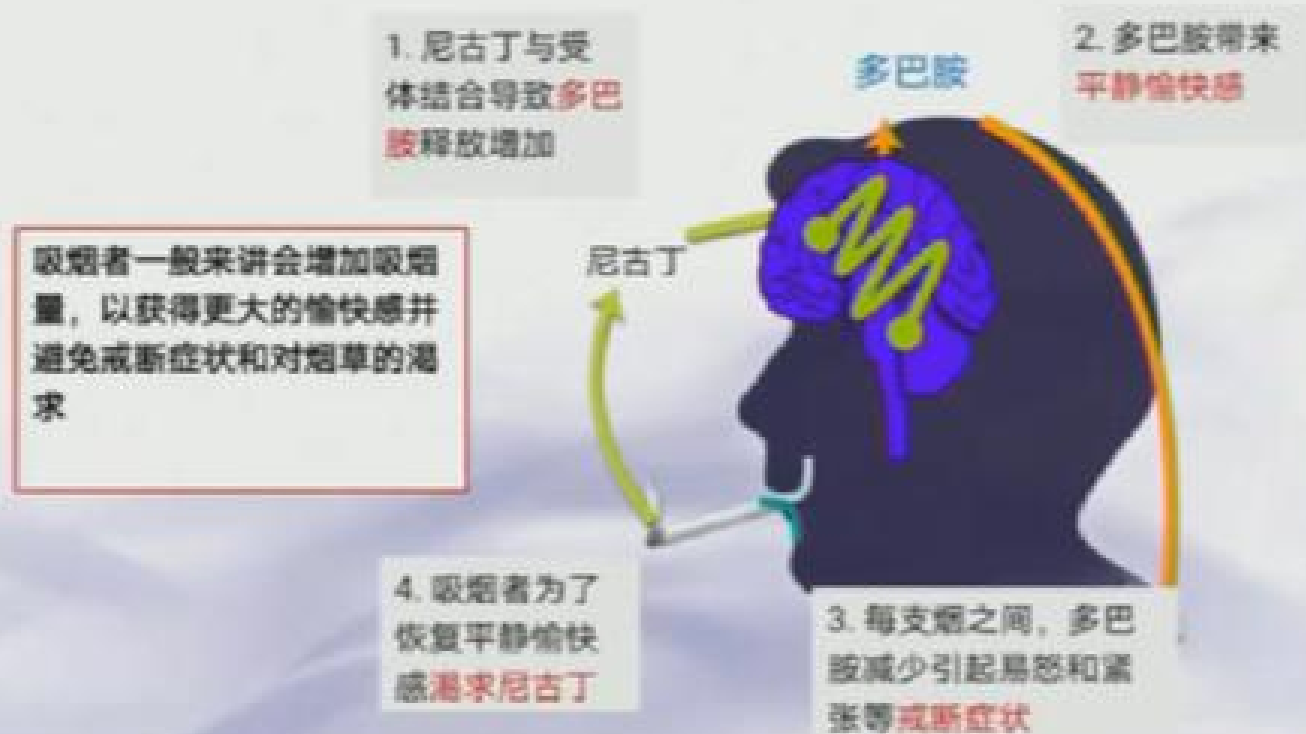 1. 尼古丁与受
体结合导致多巴
胺释放增加
多巴胺
2. 多巴胺带来
平静愉快感
尼古丁
吸烟者一般来讲会增加吸烟
量，以获得更大的愉快感并
避免戒断症状和对烟草的渴
求
4. 吸烟者为了
恢复平静愉快
感渴求尼古丁
3. 每支烟之间，多巴
胺减少引起易怒和紧
张等戒断症状